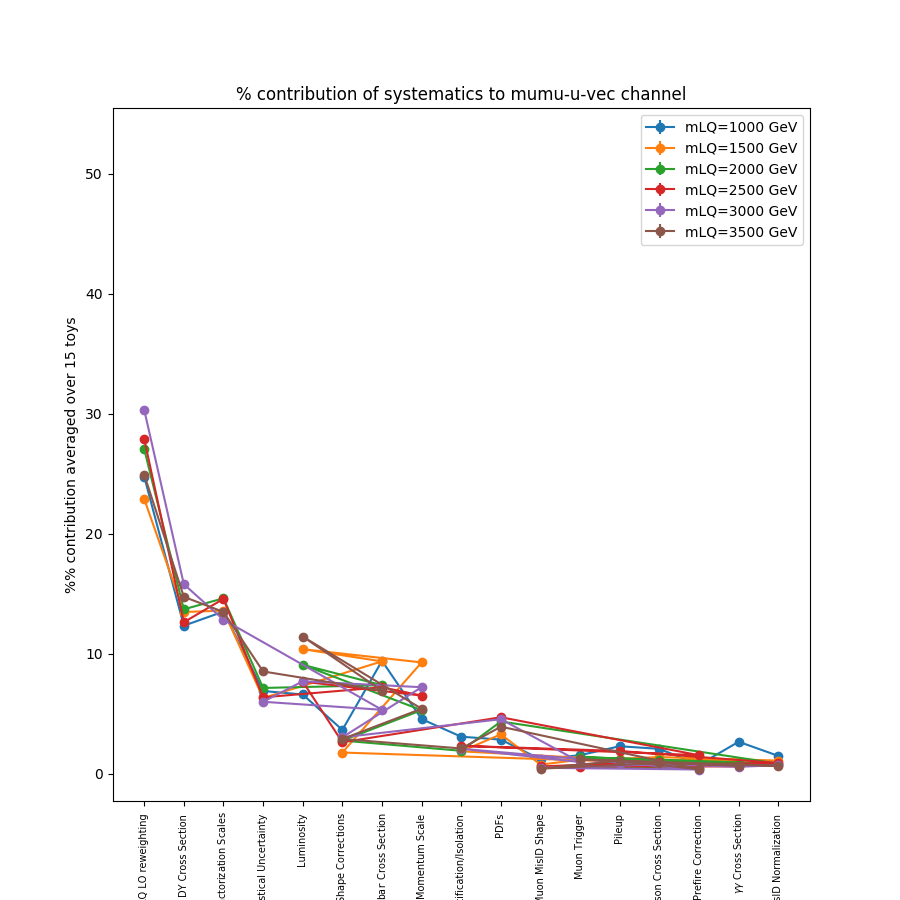 % contribution of systematics to mumu-u-vec channel
mLQ=1000 GeV
mLQ=1500 GeV
mLQ=2000 GeV
mLQ=2500 GeV
mLQ=3000 GeV
mLQ=3500 GeV
%% contribution averaged over 15 toys
50
40
30
20
10
0
Q LO reweighting
DY Cross Section
ctorization Scales
stical Uncertainty
Luminosity
Shape Corrections
bar Cross Section
Momentum Scale
tification/Isolation
PDFs
Muon MisID Shape
Muon Trigger
Pileup
son Cross Section
Prefire Correction
γγ Cross Section
sID Normalization